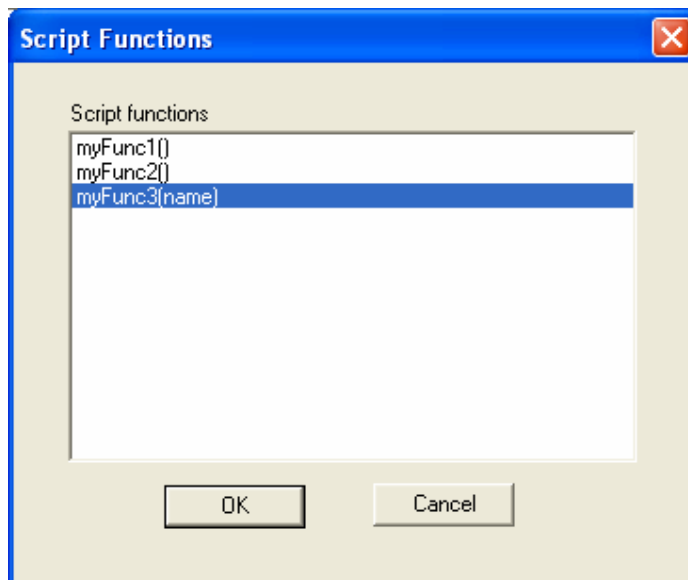 Script Functions
Script functions
myFunc1()
myFunc2()
myFunc3(name)
OK
Cancel